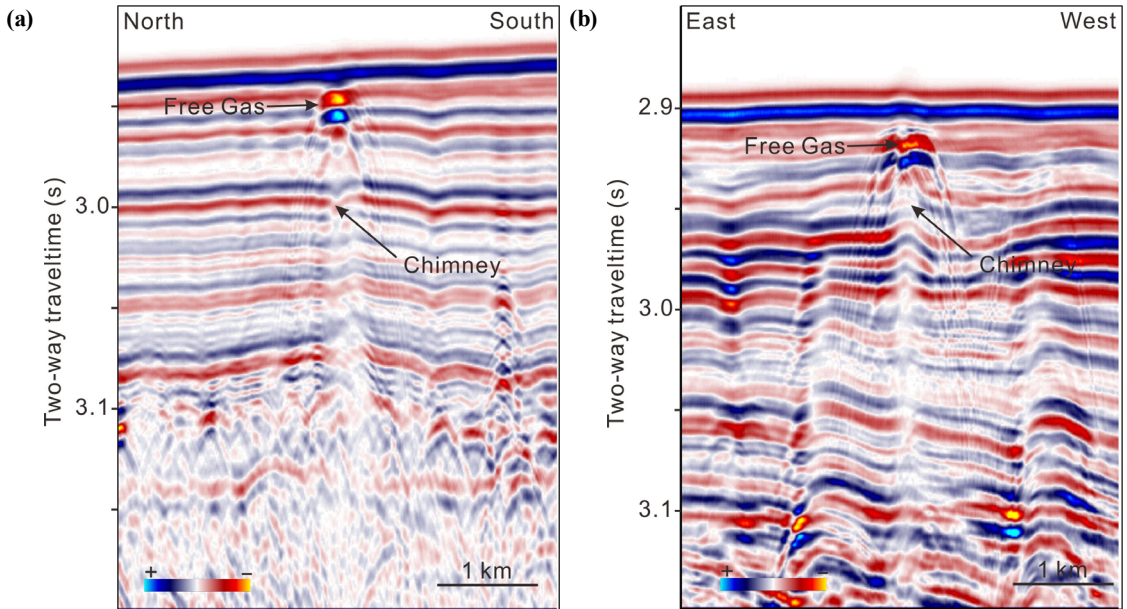 (a)
North South
Free Gas
Chimney
Two-way traveltime (s)
3.0
3.1
+ −
1 km
(b)
East West
2.9
Free Gas
Chimney
Two-way traveltime (s)
3.0
3.1
+ −
1 km